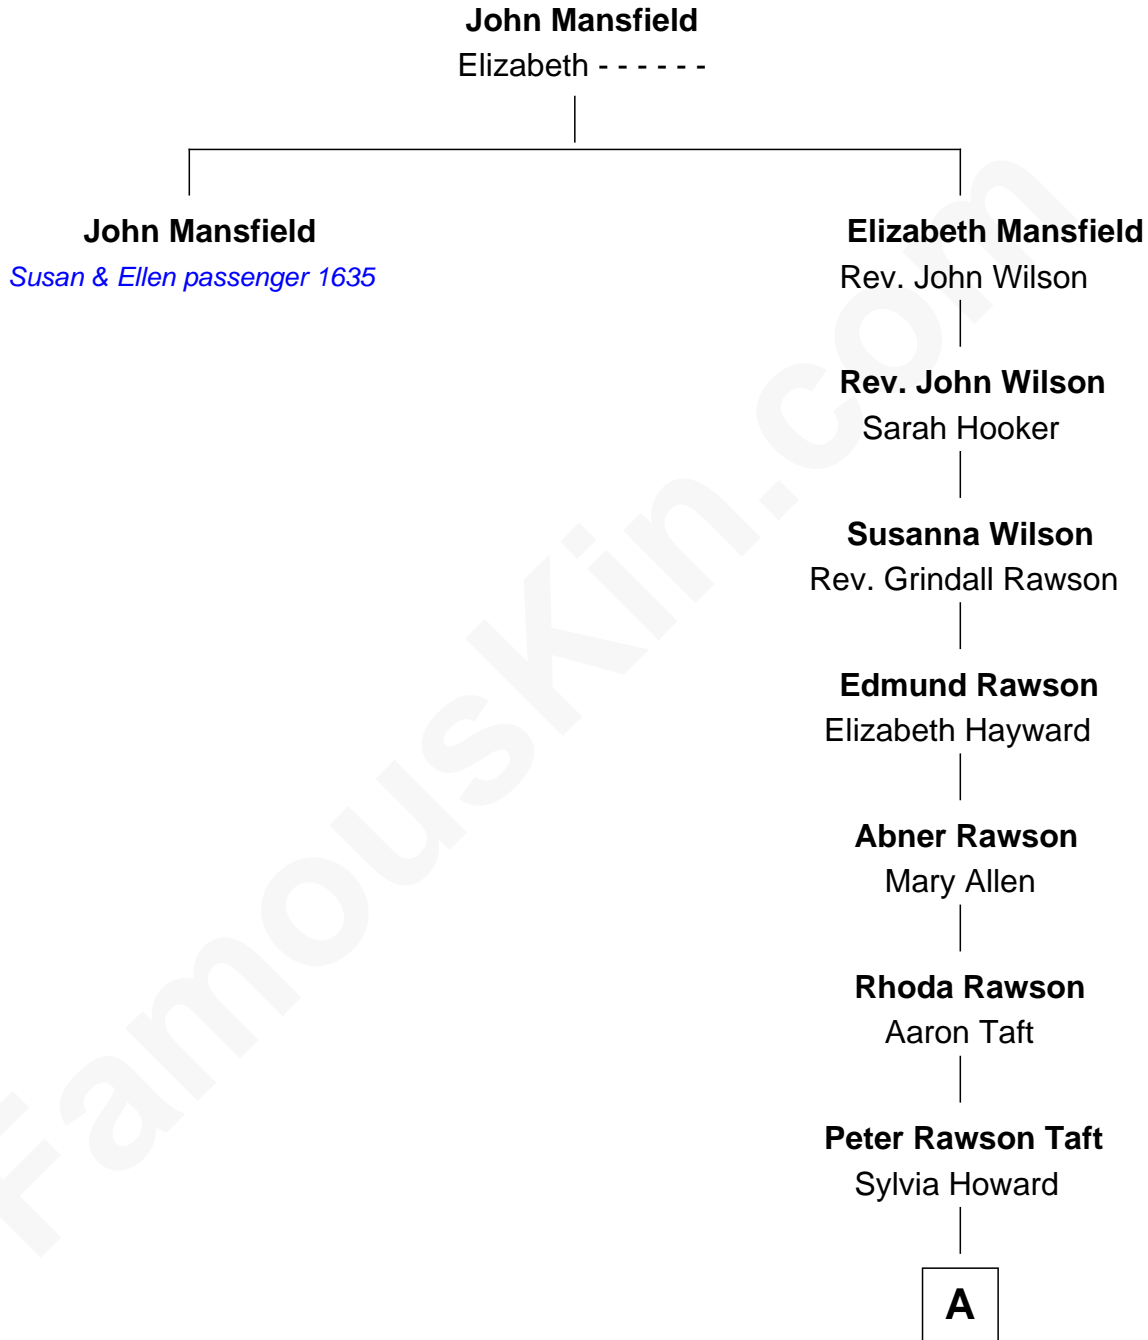 John Mansfield
Elizabeth - - - - - -
John Mansfield
Susan & Ellen passenger 1635
Elizabeth Mansfield
Rev. John Wilson
Rev. John Wilson
Sarah Hooker
Susanna Wilson
Rev. Grindall Rawson
Edmund Rawson
Elizabeth Hayward
Abner Rawson
Mary Allen
Rhoda Rawson
Aaron Taft
Peter Rawson Taft
Sylvia Howard
A
FamousKin.com